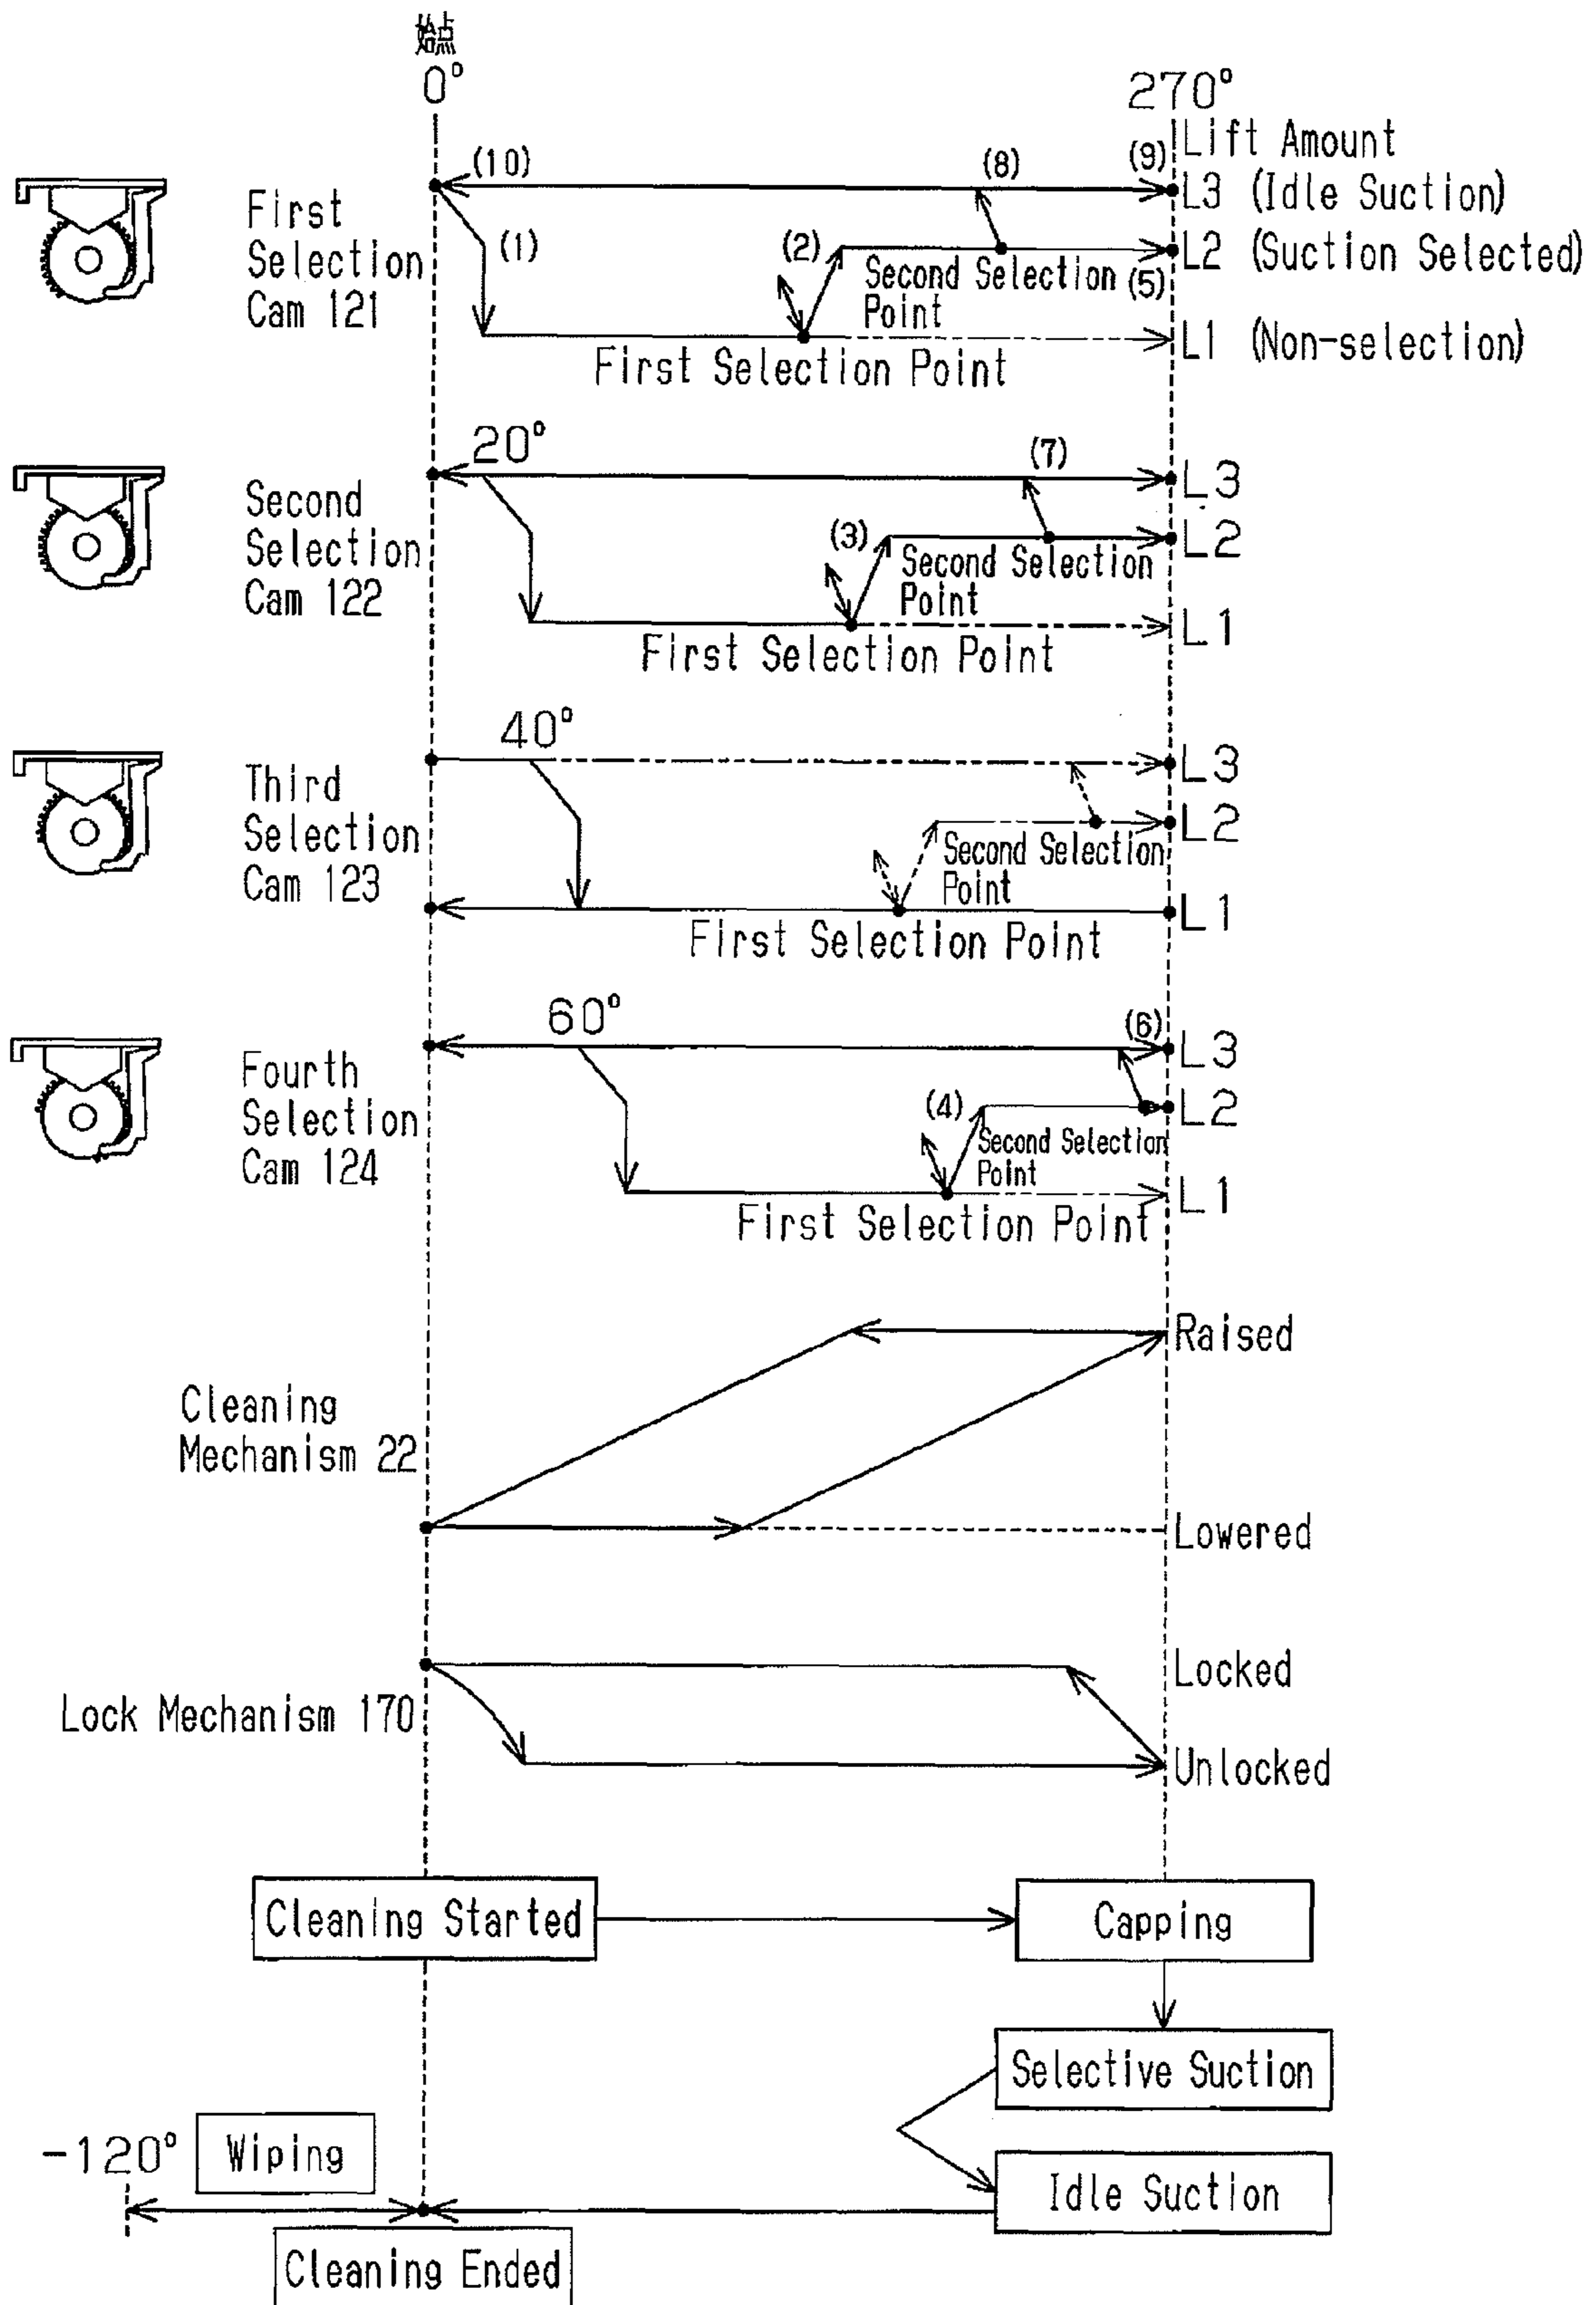 始点
0°
270°
Lift Amount
(10)
(8)
(9)
L3 (Idle Suction)
First
Selection
Cam 121
(1)
(2)
L2 (Suction Selected)
Second Selection
Point
(5)
L1 (Non-selection)
First Selection Point
20°
(7)
L3
Second
Selection
Cam 122
(3)
L2
Second Selection
Point
L1
First Selection Point
40°
L3
Third
Selection
Cam 123
L2
Second Selection
Point
L1
First Selection Point
60°
(6)
L3
Fourth
Selection
Cam 124
(4)
L2
Second Selection
Point
L1
First Selection Point
Raised
Cleaning
Mechanism 22
Lowered
Locked
Lock Mechanism 170
Unlocked
Cleaning Started
Capping
Selective Suction
-120°
Wiping
Idle Suction
Cleaning Ended